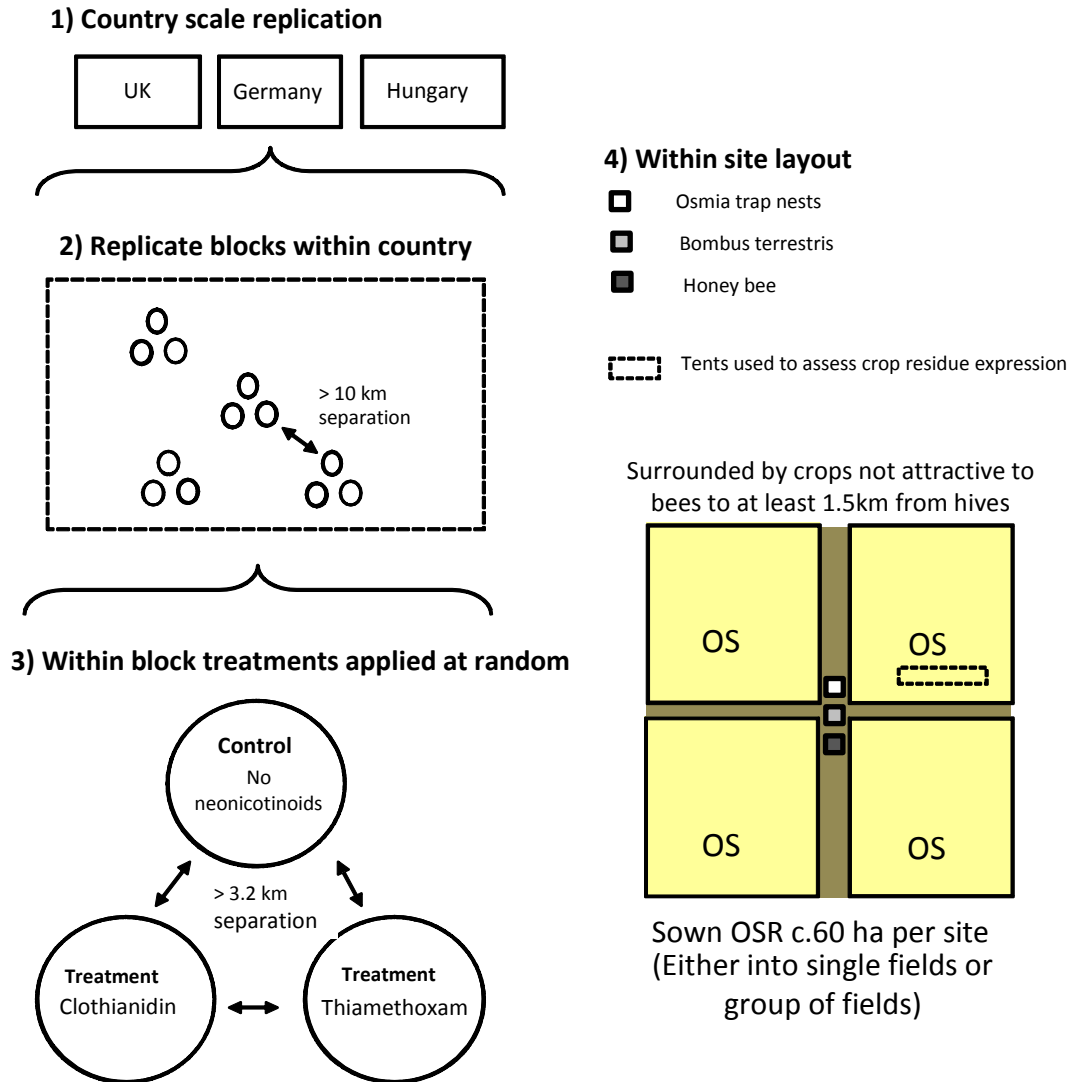 1) Country scale replication
UK
Germany
Hungary
2) Replicate blocks within country
> 10 km
separation
3) Within block treatments applied at random
Control
No
neonicotinoids
> 3.2 km
separation
Treatment
Clothianidin
Treatment
Thiamethoxam
4) Within site layout
Osmia trap nests
Bombus terrestris
Honey bee
Tents used to assess crop residue expression
Surrounded by crops not attractive to
bees to at least 1.5km from hives
OS
OS
OS
OS
Sown OSR c.60 ha per site
(Either into single fields or
group of fields)